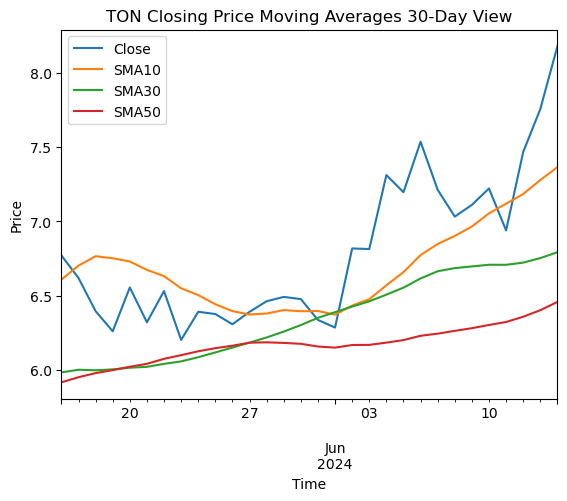 TON Closing Price Moving Averages 30-Day View
Close
SMA10
SMA30
SMA50
8.0
7.5
7.0
6.5
6.0
Price
20
27
03
10
Jun
2024
Time